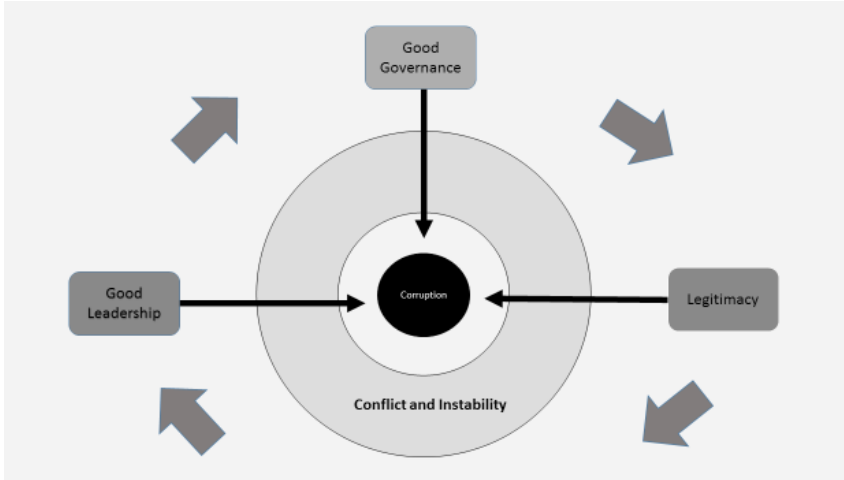 Good
Governance
Good
Leadership
Corruption
Legitimacy
Conflict and Instability